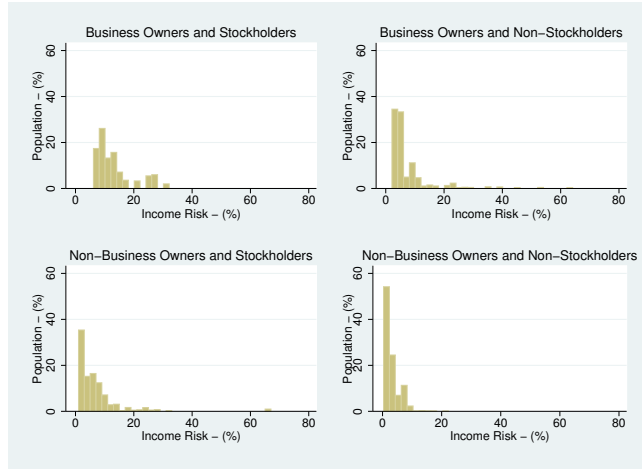 Business Owners and Stockholders
Population − (%)
0 20 40 60
0 20 40 60 80
Income Risk − (%)
Business Owners and Non−Stockholders
Population − (%)
0 20 40 60
0 20 40 60 80
Income Risk − (%)
Non−Business Owners and Stockholders
Population − (%)
0 20 40 60
0 20 40 60 80
Income Risk − (%)
Non−Business Owners and Non−Stockholders
Population − (%)
0 20 40 60
0 20 40 60 80
Income Risk − (%)